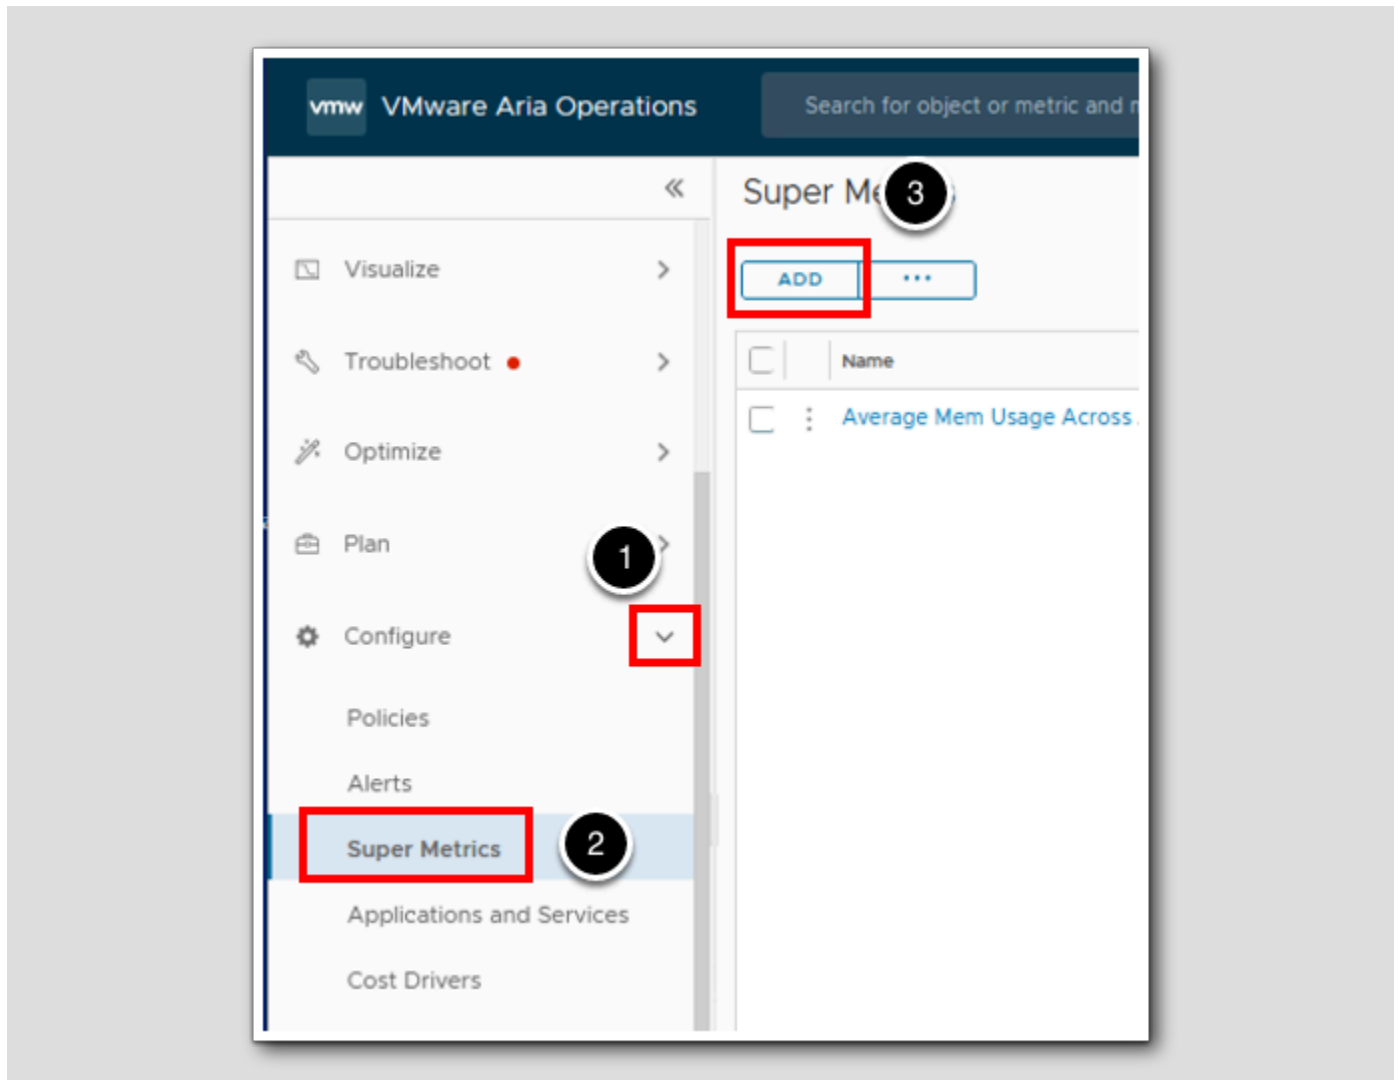 vmw VMware Aria Operations
Search for object or metric and
Super Me
3
Visualize
ADD
...
Troubleshoot
Name
Average Mem Usage Across
Optimize
Plan
1
Configure
Policies
Alerts
Super Metrics
2
Applications and Services
Cost Drivers